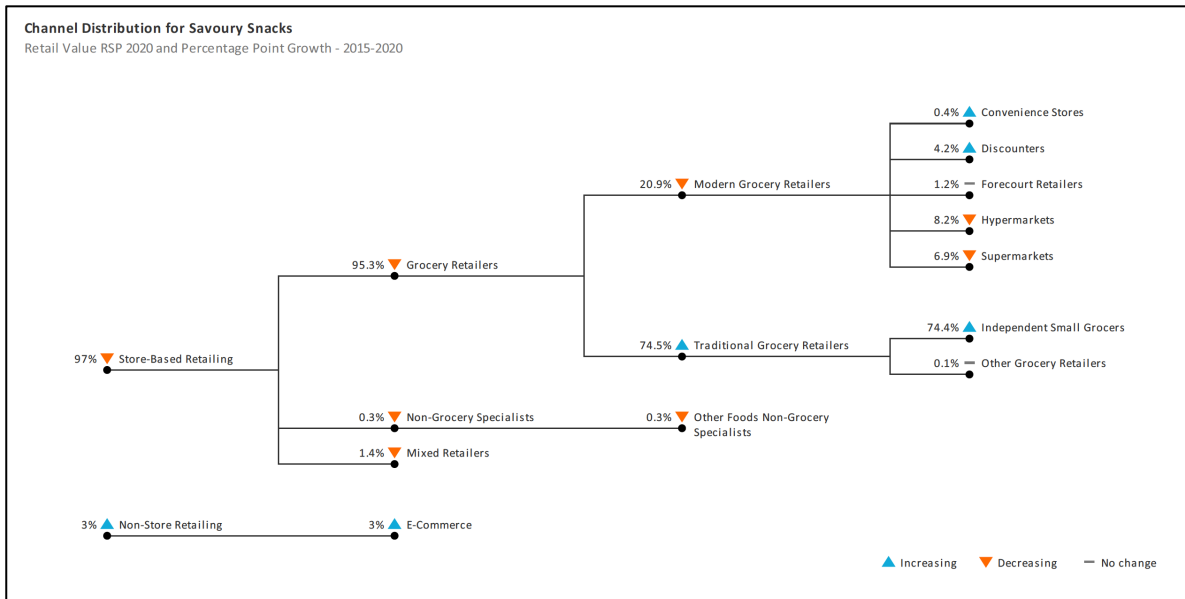 Channel Distribution for Savoury Snacks
Retail Value RSP 2020 and Percentage Point Growth - 2015-2020
0.4% Convenience Stores
4.2% Discounters
20.9% Modern Grocery Retailers
1.2% Forecourt Retailers
8.2% Hypermarkets
6.9% Supermarkets
95.3% Grocery Retailers
74.4% Independent Small Grocers
74.5% Traditional Grocery Retailers
0.1% Other Grocery Retailers
97% Store-Based Retailing
0.3% Non-Grocery Specialists
0.3% Other Foods Non-Grocery
Specialists
1.4% Mixed Retailers
3% Non-Store Retailing
3% E-Commerce
Increasing
Decreasing
No change